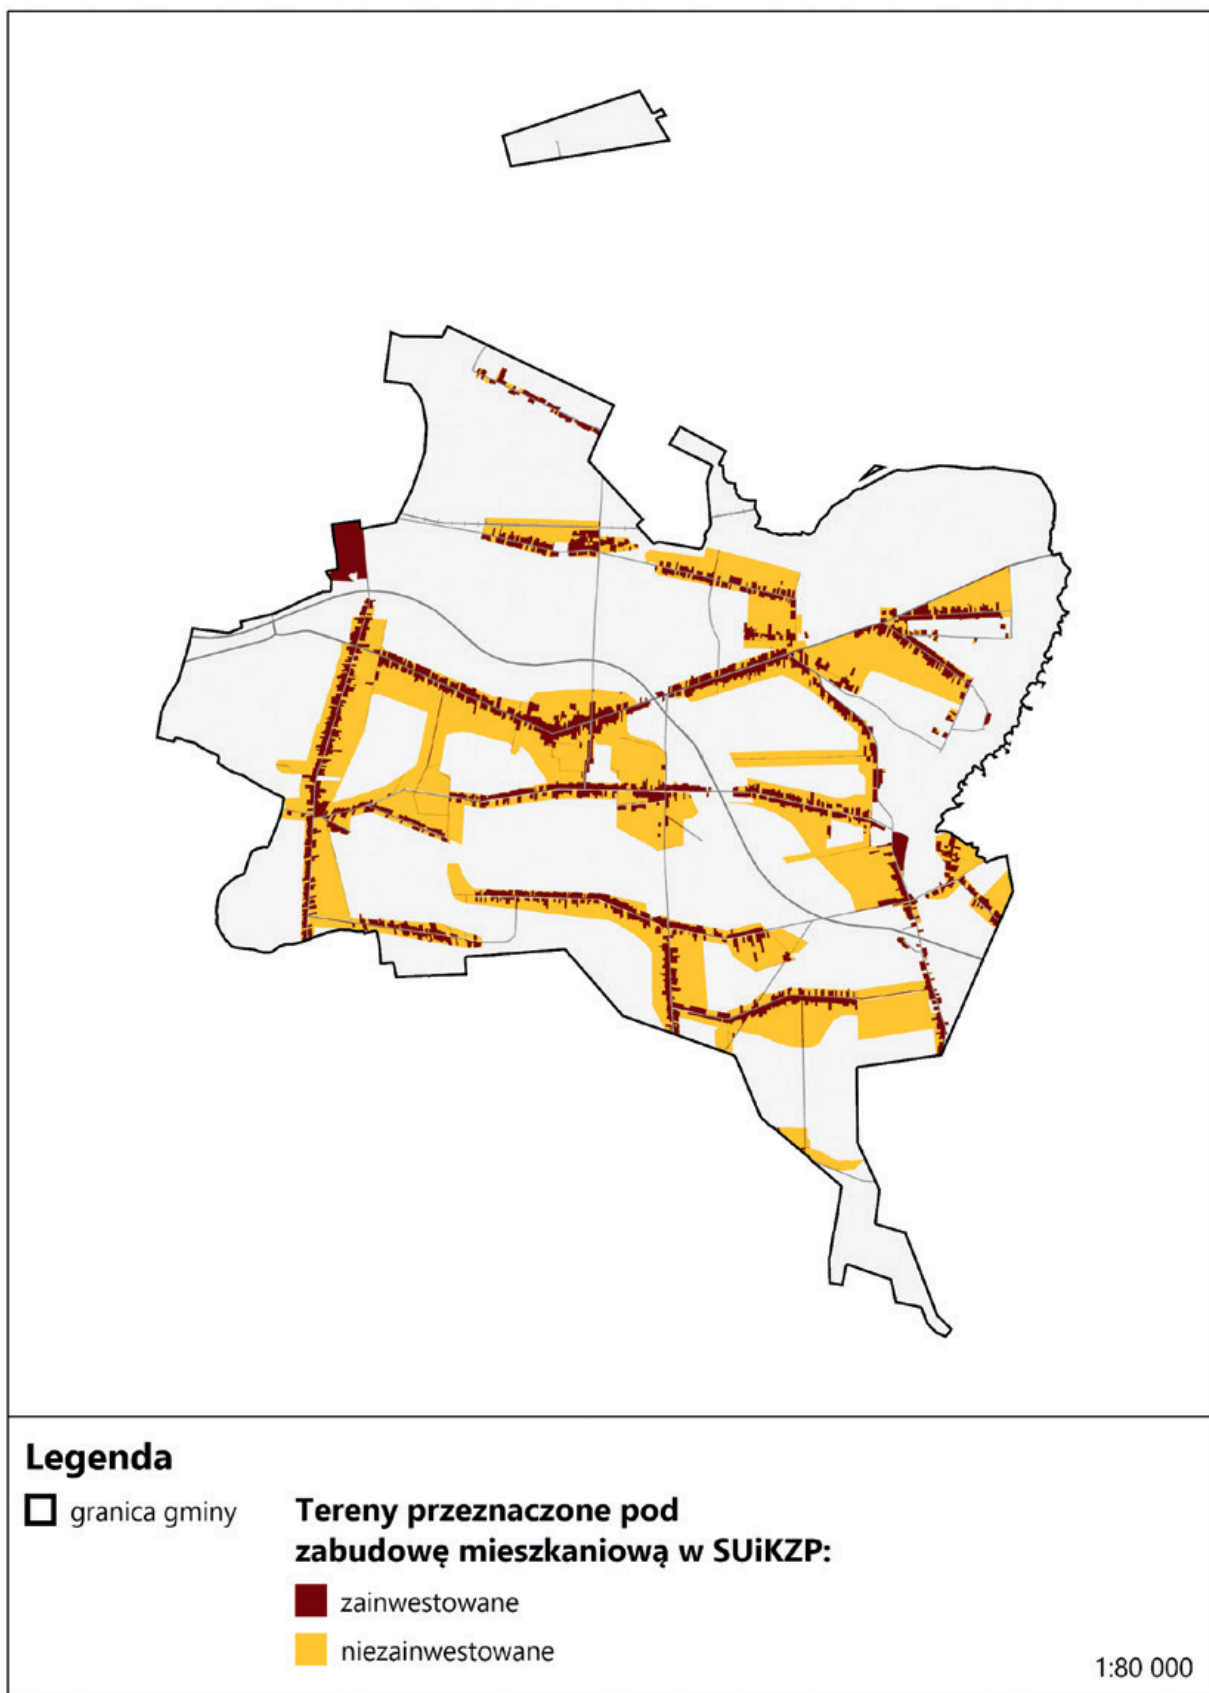 Legenda
granica gminy
Tereny przeznaczone pod
zabudowę mieszkaniową w SUiKZP:
zainwestowane
niezainwestowane
1:80 000